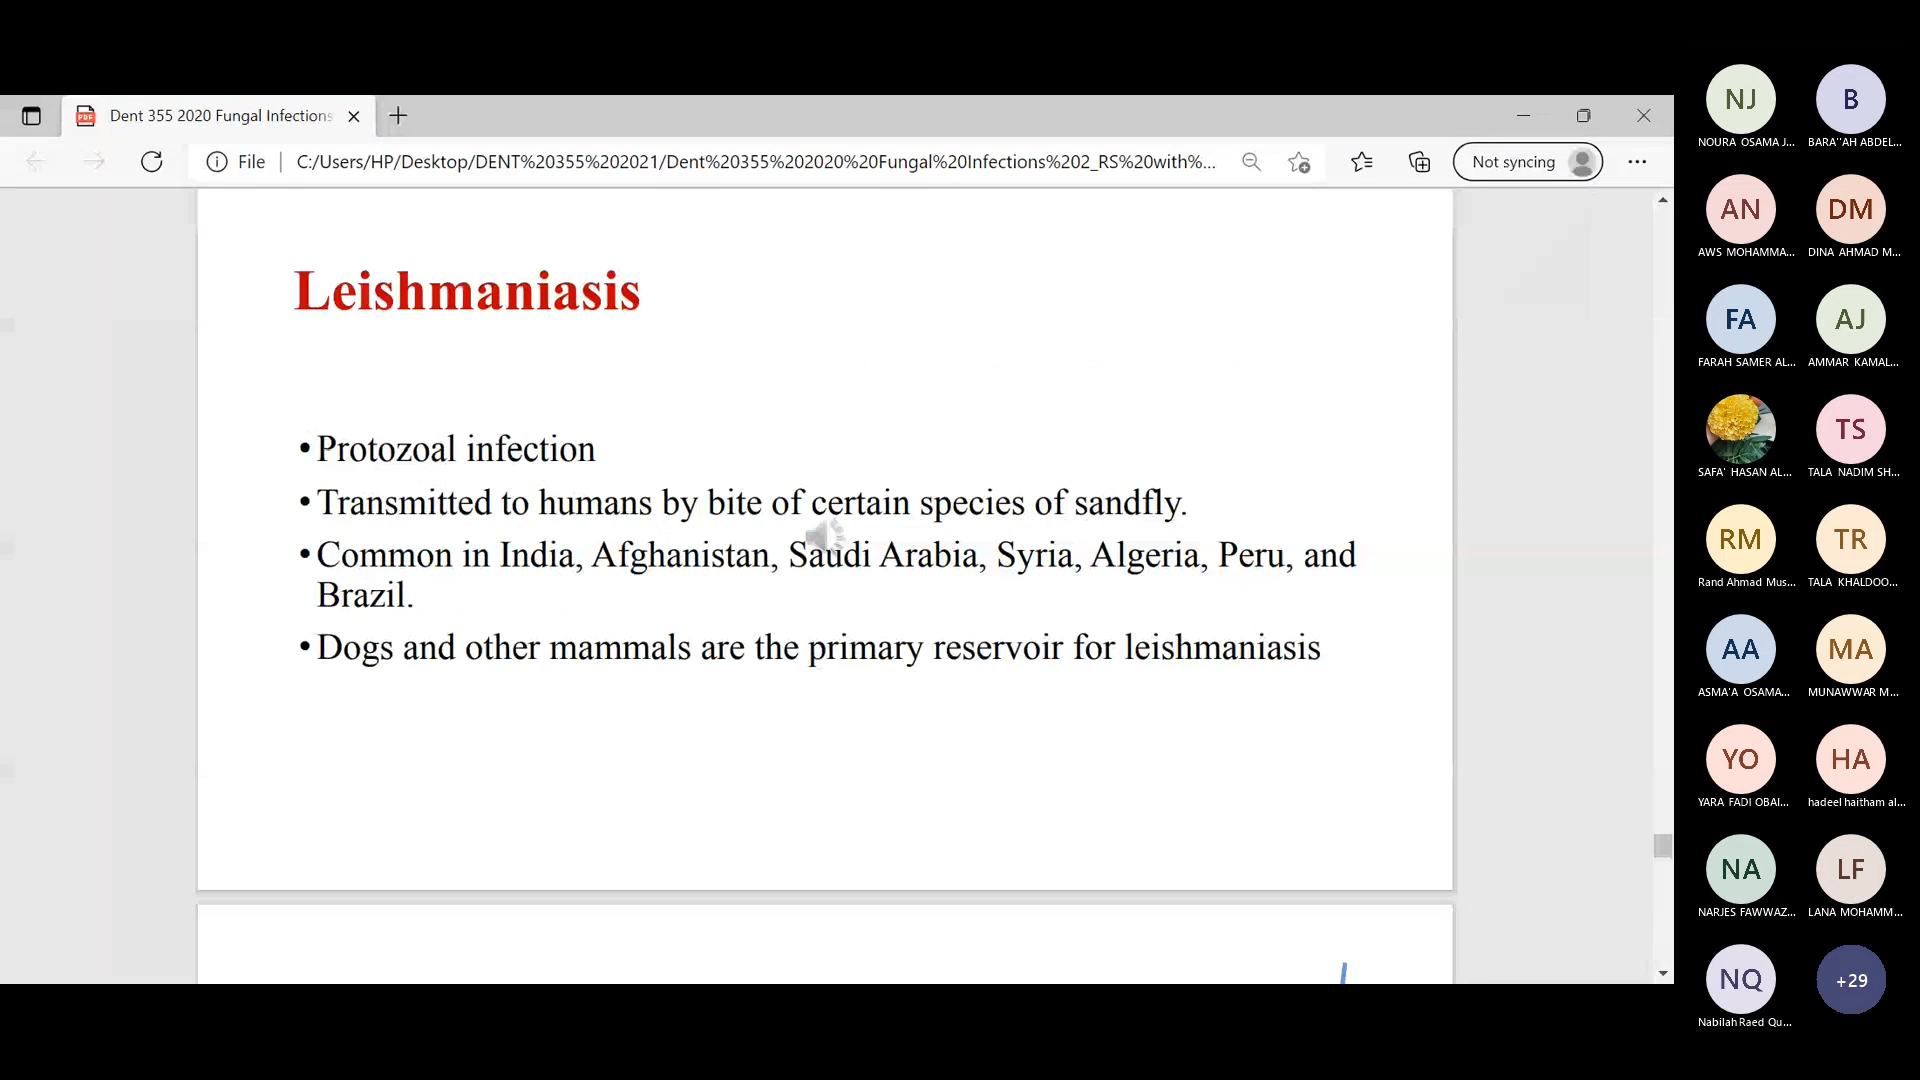 Dent 355 2020 Fungal Infections
File
C:/Users/HP/Desktop/DENT%20355%202021/Dent%20355%202020%20Fungal%20Infections%202_RS%20with%...
Not syncing
Leishmaniasis
• Protozoal infection
• Transmitted to humans by bite of certain species of sandfly.
• Common in India, Afghanistan, Saudi Arabia, Syria, Algeria, Peru, and
Brazil.
• Dogs and other mammals are the primary reservoir for leishmaniasis
NJ
B
NOURA OSAMA J...
BARA''AH ABDEL...
AN
DM
AWS MOHAMMA...
DINA AHMAD M...
FA
AJ
FARAH SAMER AL...
AMMAR KAMAL...
TS
SAFA' HASAN AL...
TALA NADIM SH...
RM
TR
Rand Ahmad Mus...
TALA KHALDOO...
AA
MA
ASMA'A OSAMA...
MUNAWWAR M...
YO
HA
YARA FADI OBAI...
hadeel haitham al...
NA
LF
NARJES FAWWAZ...
LANA MOHAMM...
NQ
+29
Nabilah Raed Qu...